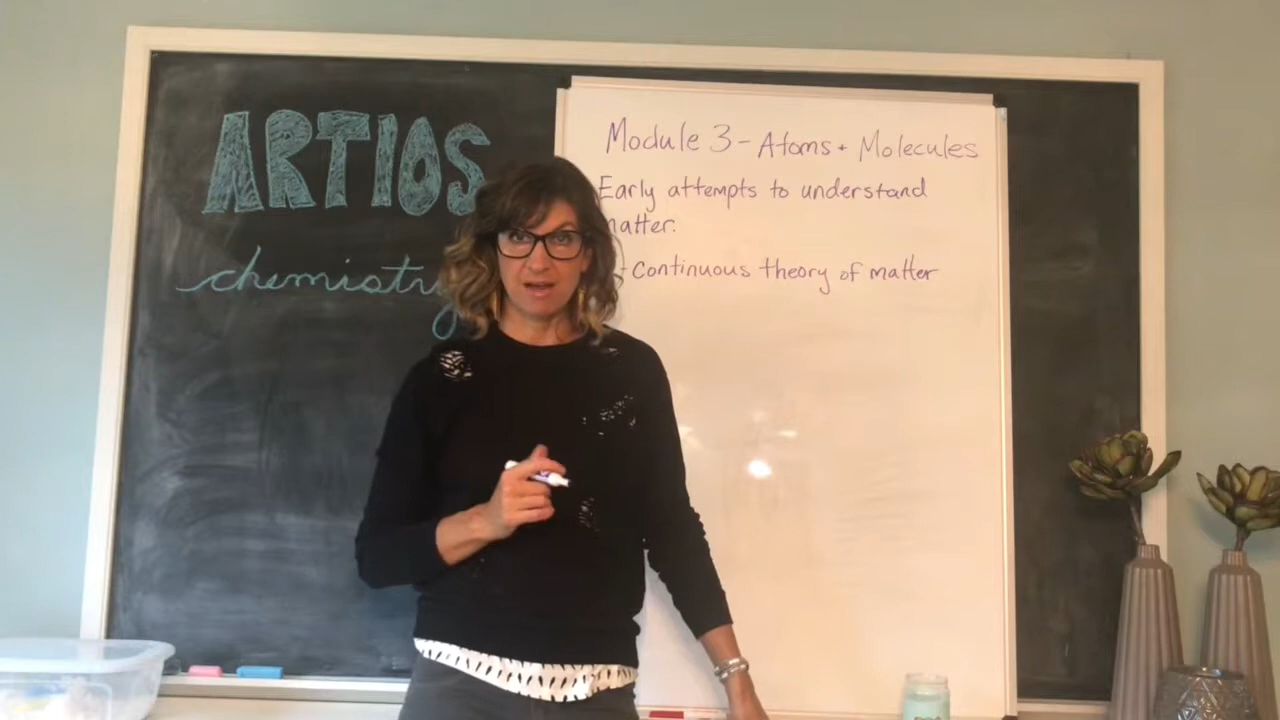 ARTIOS
chemistry
Module 3 - Atoms + Molecules
Early attempts to understand
matter.
- Continuous theory of matter